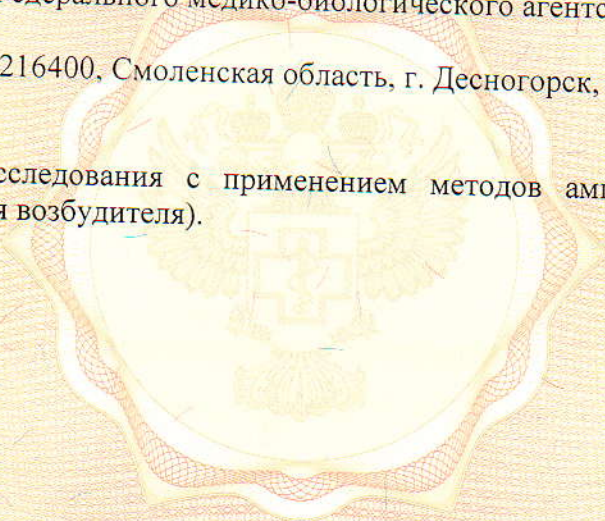 едерального медико-биологического агентс
216400, Смоленская область, г. Десногорск,
сследования с применением методов ам
я возбудителя).